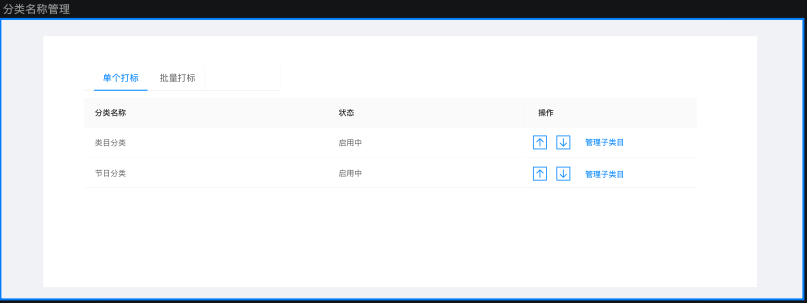 分类名称管理
单个打标 批量打标
分类名称 状态 操作
类目分类 启用中 管理子类目
节日分类 启用中 管理子类目